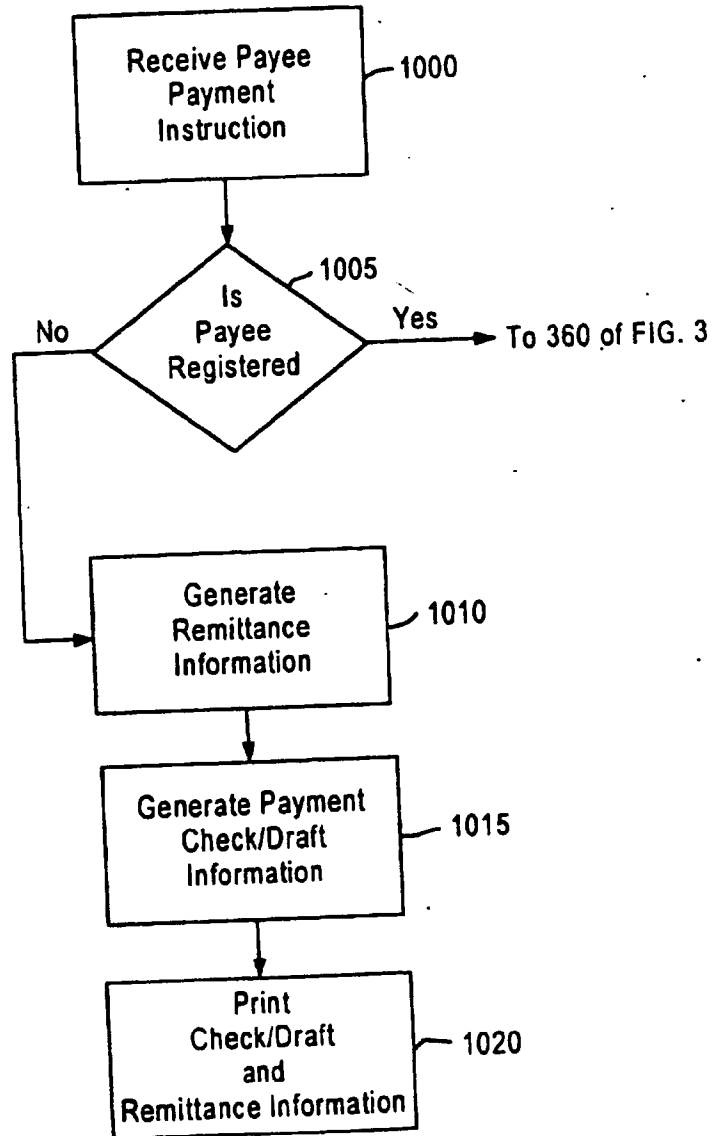 Receive Payee
Payment
Instruction
1000
1005
Is
Payee
Registered
No
Yes
To 360 of FIG. 3
Generate
Remittance
Information
1010
Generate Payment
Check/Draft
Information
1015
Print
Check/Draft
and
Remittance Information
1020